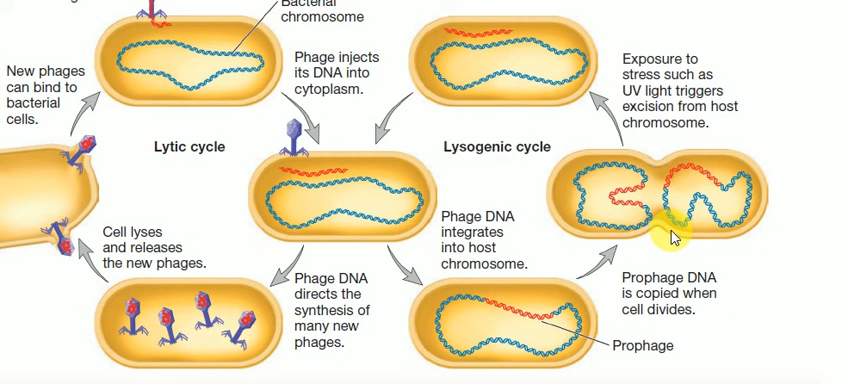 Bacterial
chromosome
Phage injects
its DNA into
cytoplasm.
New phages
can bind to
bacterial
cells.
Lytic cycle
Cell lyses
and releases
the new phages.
Phage DNA
directs the
synthesis of
many new
phages.
Lysogenic cycle
Exposure to
stress such as
UV light triggers
excision from host
chromosome.
Phage DNA
integrates
into host
chromosome.
Prophage DNA
is copied when
cell divides.
Prophage